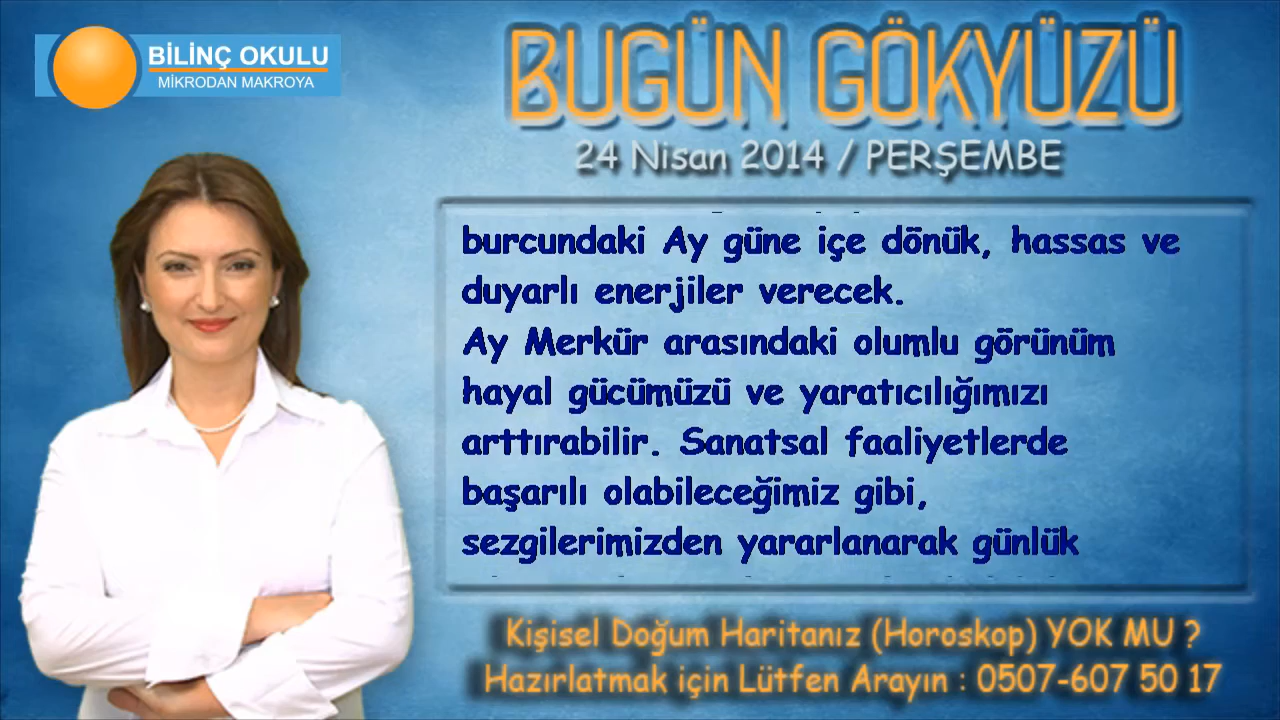 BİLİNÇ OKULU
MİKRODAN MAKROYA
BUGÜN GÖKYÜZÜ
24 Nisan 2014 / PERŞEMBE
burcundaki Ay güne içe dönük, hassas ve
duyarlı enerjiler verecek.
Ay Merkür arasındaki olumlu görünüm
hayal gücümüzü ve yaratıcılığımızı
arttırabilir. Sanatsal faaliyetlerde
başarılı olabileceğimiz gibi,
sezgilerimizden yararlanarak günlük
Kişisel Doğum Haritanız (Horoskop) YOK MU ?
Hazırlatmak için Lütfen Arayın : 0507-607 50 17